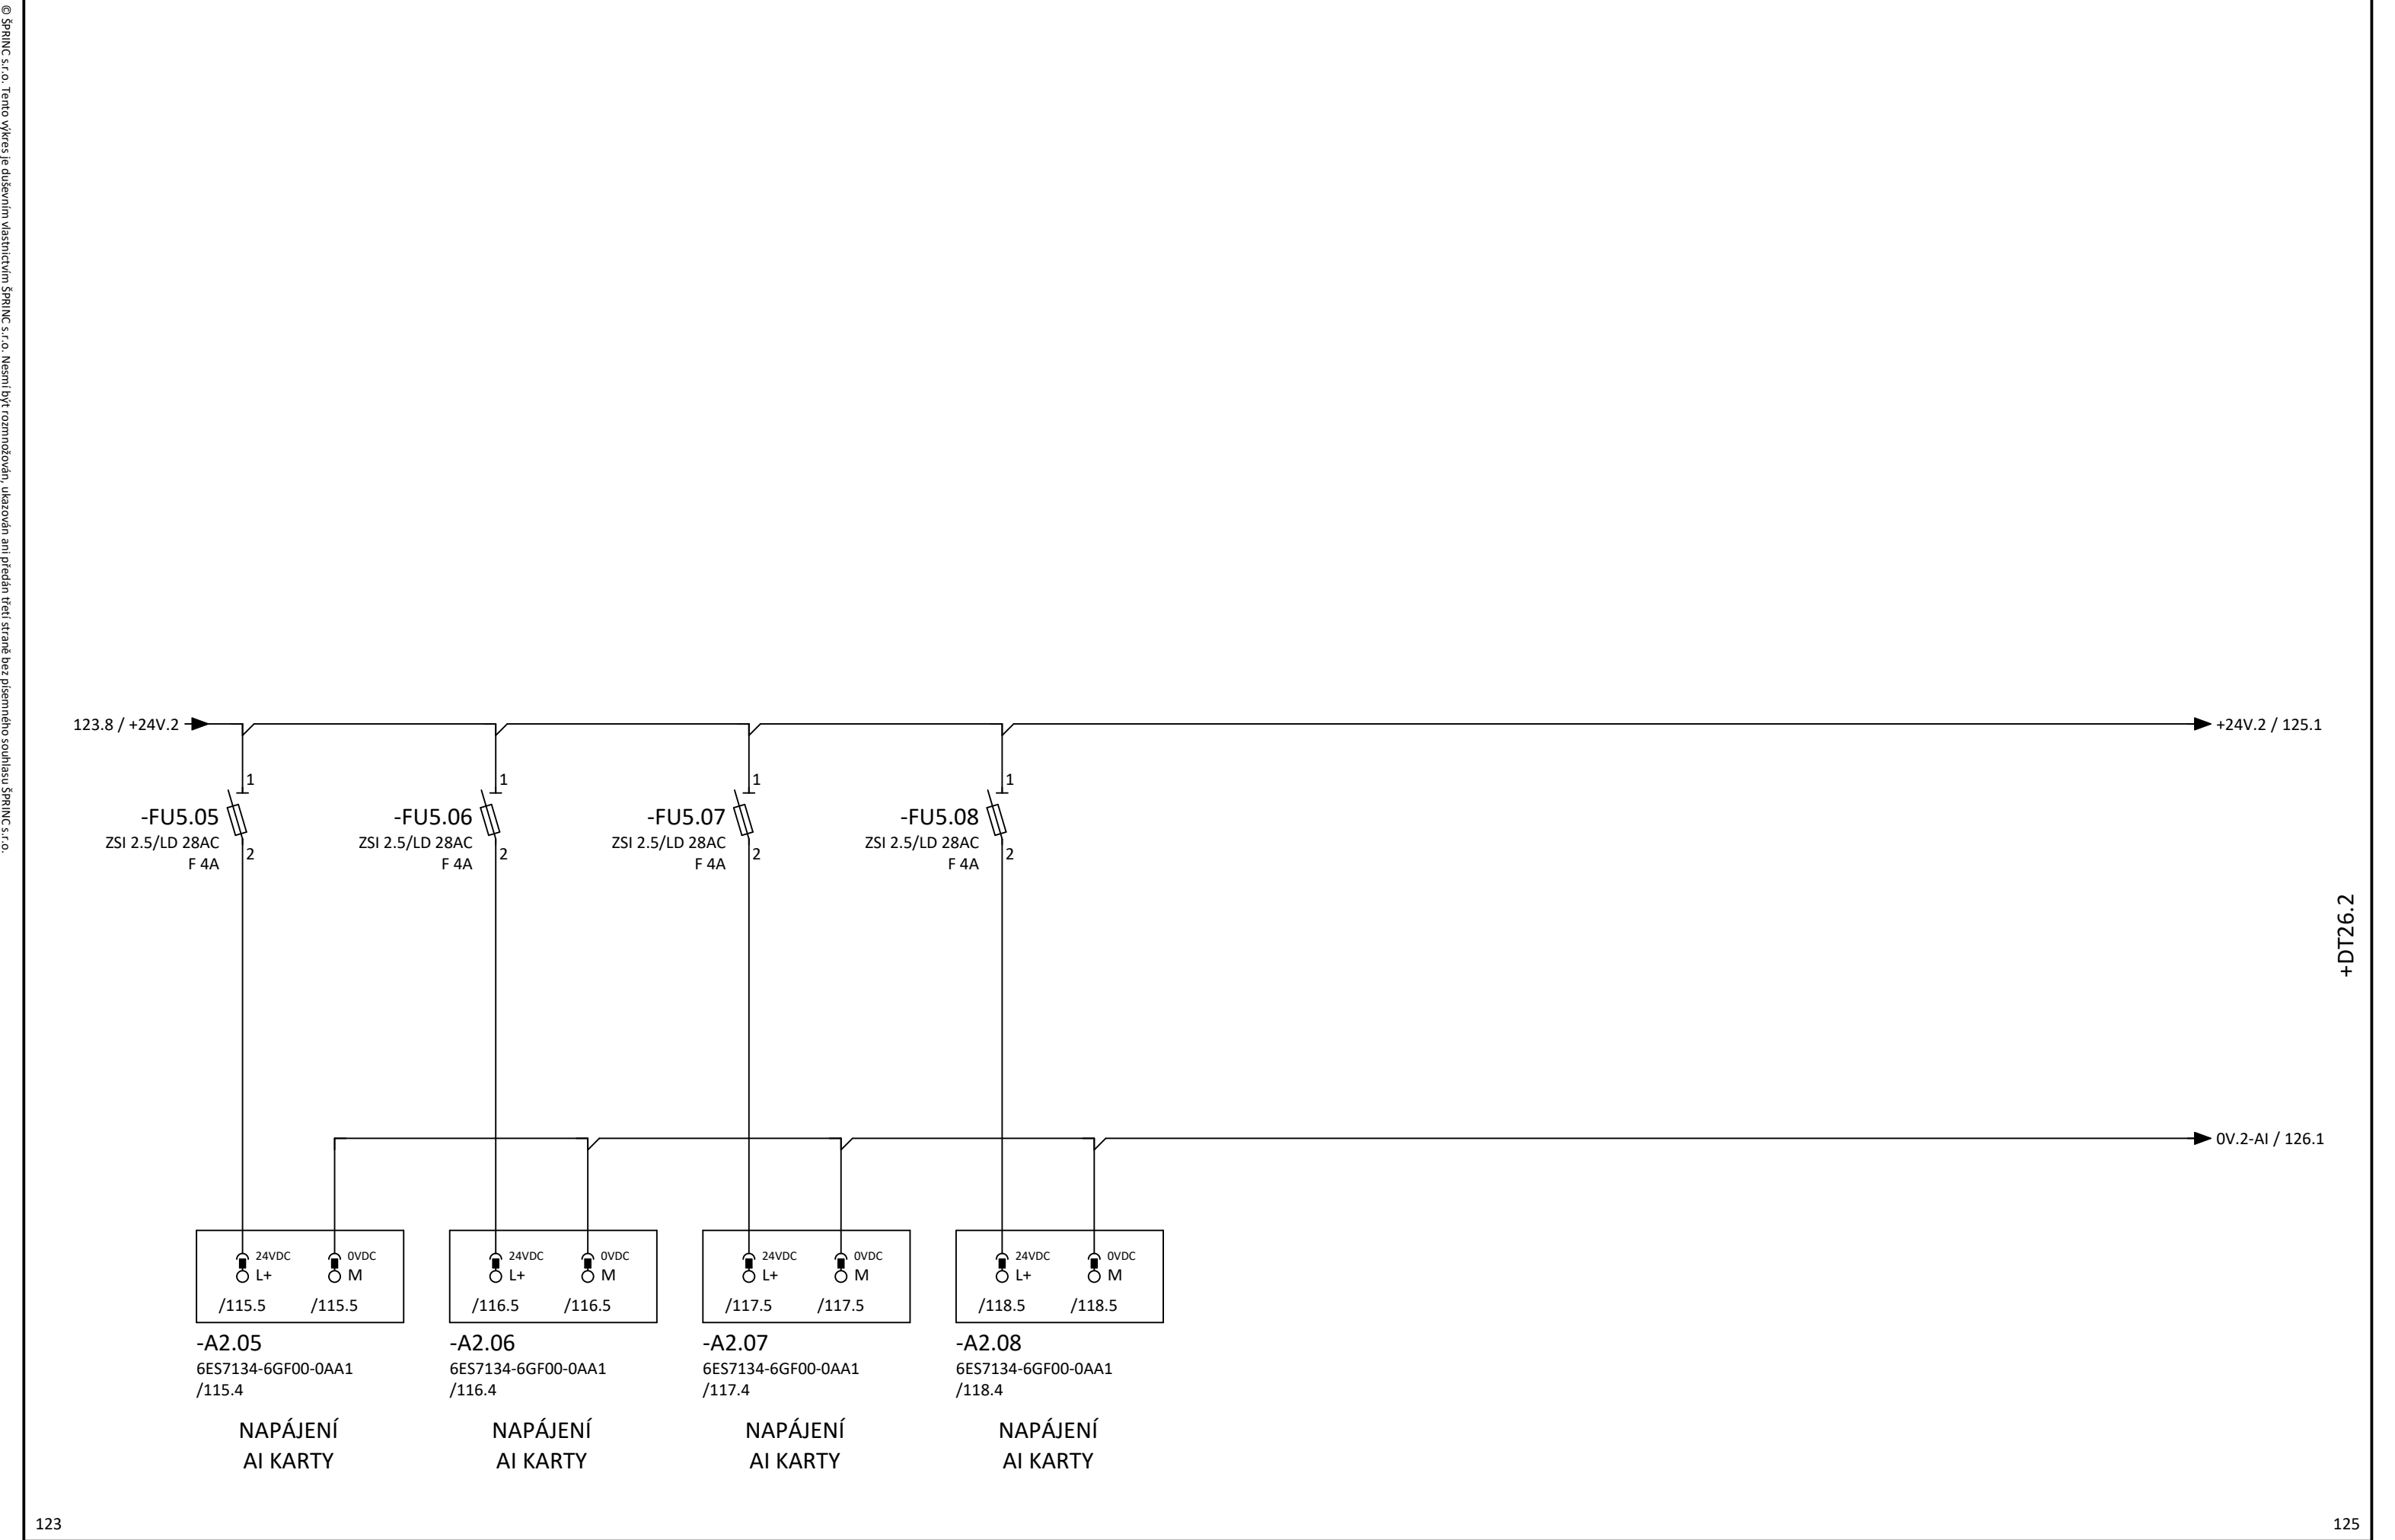 © ŠPRINC s.r.o. Tento výkres je duševním vlastnictvím ŠPRINC s.r.o. Nesmí být rozmnožován, ukazován ani předán třetí straně bez písemného souhlasu ŠPRINC s.r.o.
123.8 / +24V.2
+24V.2 / 125.1
1
1
1
1
-FU5.05
-FU5.06
-FU5.07
-FU5.08
ZSI 2.5/LD 28AC
ZSI 2.5/LD 28AC
ZSI 2.5/LD 28AC
ZSI 2.5/LD 28AC
2
2
2
2
F 4A
F 4A
F 4A
F 4A
+DT26.2
0V.2-AI / 126.1
24VDC
0VDC
24VDC
0VDC
24VDC
0VDC
24VDC
0VDC
L+
M
L+
M
L+
M
L+
M
/115.5
/115.5
/116.5
/116.5
/117.5
/117.5
/118.5
/118.5
-A2.05
-A2.06
-A2.07
-A2.08
6ES7134-6GF00-0AA1
6ES7134-6GF00-0AA1
6ES7134-6GF00-0AA1
6ES7134-6GF00-0AA1
/115.4
/116.4
/117.4
/118.4
NAPÁJENÍ
NAPÁJENÍ
NAPÁJENÍ
NAPÁJENÍ
AI KARTY
AI KARTY
AI KARTY
AI KARTY
123
125